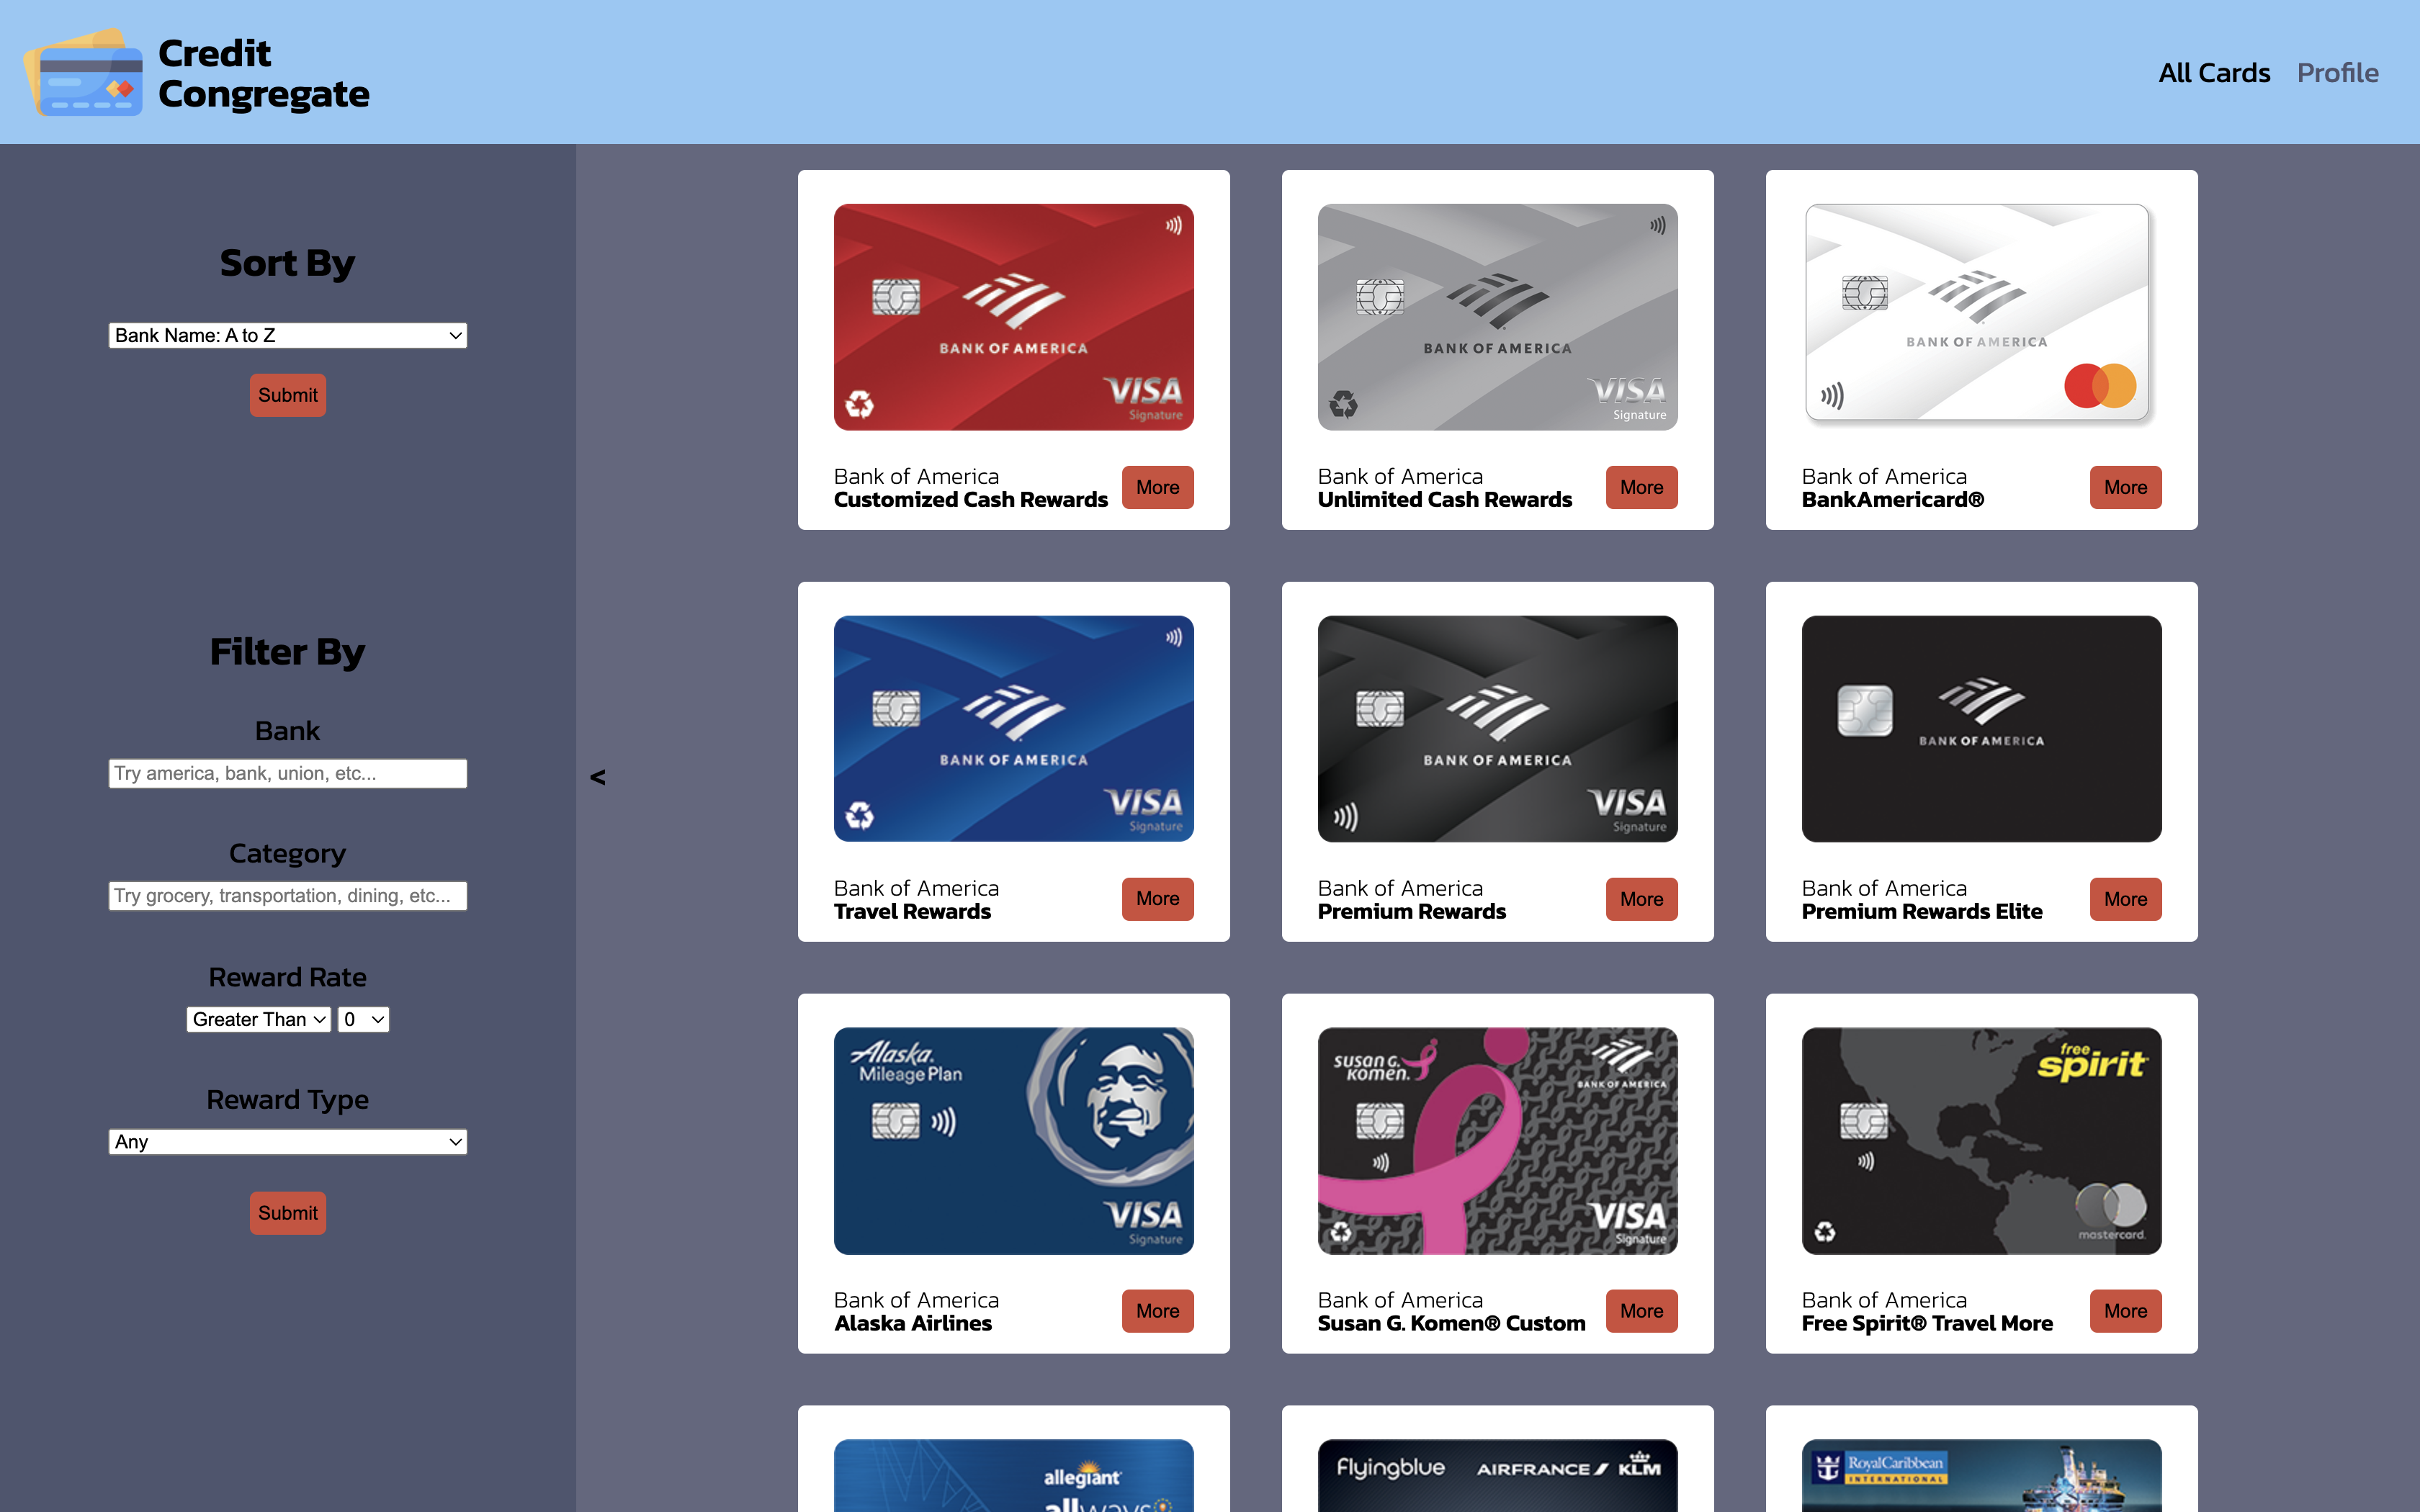 Credit
Congregate
All Cards Profile
Sort By
Bank Name: A to Z
Submit
Filter By
Bank
Try america, bank, union, etc...
Category
Try grocery, transportation, dining, etc...
Reward Rate
Greater Than 0
Reward Type
Any
Submit
<
BANK OF AMERICA
VISA
Signature
Bank of America
Customized Cash Rewards
More
BANK OF AMERICA
VISA
Signature
Bank of America
Unlimited Cash Rewards
More
BANK OF AMERICA
Bank of America
BankAmericard®
More
BANK OF AMERICA
VISA
Signature
Bank of America
Travel Rewards
More
BANK OF AMERICA
VISA
Signature
Bank of America
Premium Rewards
More
BANK OF AMERICA
Bank of America
Premium Rewards Elite
More
Alaska.
Mileage Plan
VISA
Signature
Bank of America
Alaska Airlines
More
SUSAN G.
KOMEN.
BANK OF AMERICA
VISA
Signature
Bank of America
Susan G. Komen® Custom
More
free
spirit
mastercard.
Bank of America
Free Spirit® Travel More
More
allegiant
allways
Flyingblue AIRFRANCE KLM
RoyalCaribbean
INTERNATIONAL